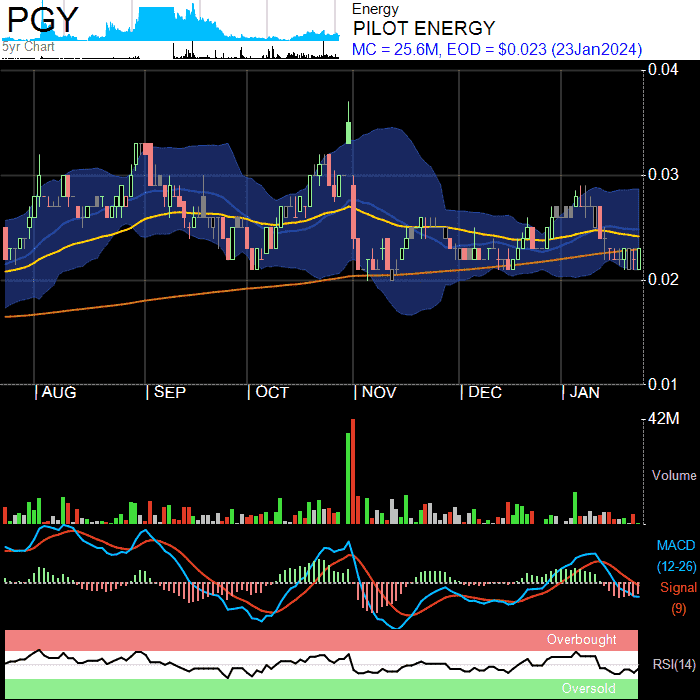 PGY
5yr Chart
Energy
PILOT ENERGY
MC = 25.6M, EOD = $0.023 (23Jan2024)
0.04
0.03
0.02
0.01
| AUG | SEP | OCT | NOV | DEC | JAN
42M
Volume
MACD
(12-26)
Signal
(9)
Overbought
RSI(14)
Oversold